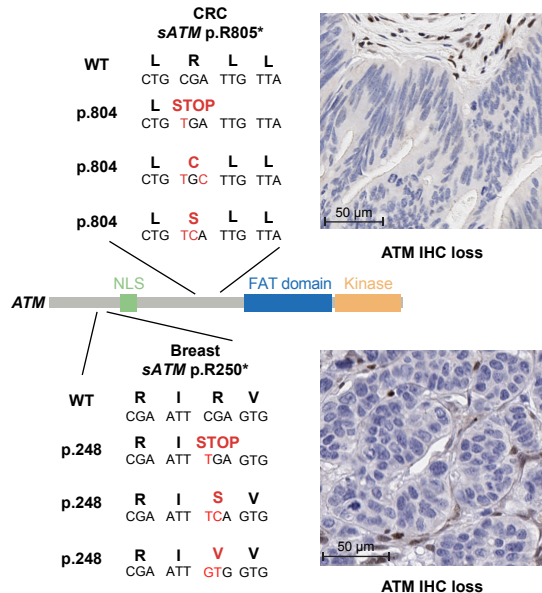 CRC
sATM p.R805*
WT L R L L
CTG CGA TTG TTA
p.804 L STOP
CTG TGA TTG TTA
p.804 L C L L
CTG TGC TTG TTA
p.804 L S L L
CTG TCA TTG TTA
50 µm
ATM IHC loss
NLS FAT domain Kinase
ATM
Breast
sATM p.R250*
WT R I R V
CGA ATT CGA GTG
p.248 R I STOP
CGA ATT TGA GTG
p.248 R I S V
CGA ATT TCA GTG
p.248 R I V V
CGA ATT GTG GTG
50 µm
ATM IHC loss